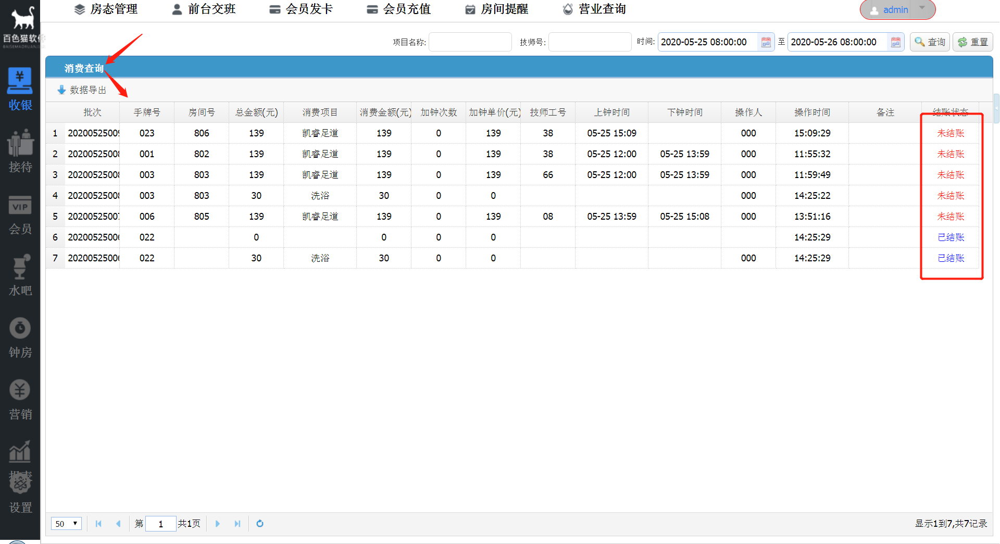 房态管理 前台交班 会员发卡 会员充值 房间提醒 营业查询 admin
百色猫软件
项目名称: 技师号: 时间: 2020-05-25 08:00:00 至 2020-05-26 08:00:00 查询 重置
消费查询
数据导出
批次 手牌号 房间号 总金额(元) 消费项目 消费金额(元) 加钟次数 加钟单价(元) 技师工号 上钟时间 下钟时间 操作人 操作时间 备注 结账状态
1 20200525009 023 806 139 凯睿足道 139 0 139 38 05-25 15:09 000 15:09:29 未结账
2 20200525008 001 802 139 凯睿足道 139 0 139 38 05-25 12:00 05-25 13:59 000 11:55:32 未结账
3 20200525008 003 803 139 凯睿足道 139 0 139 66 05-25 12:00 05-25 13:59 000 11:59:49 未结账
4 20200525008 003 803 30 洗浴 30 0 0 000 14:25:22 未结账
5 20200525007 006 805 139 凯睿足道 139 0 139 08 05-25 13:59 05-25 15:08 000 13:51:16 未结账
6 20200525006 022 0 0 0 0 14:25:29 已结账
7 20200525006 022 30 洗浴 30 0 0 000 14:25:29 已结账
收银
接待
VIP
会员
水吧
钟房
营销
报表
设置
50 第 1 共1页 显示1到7,共7记录